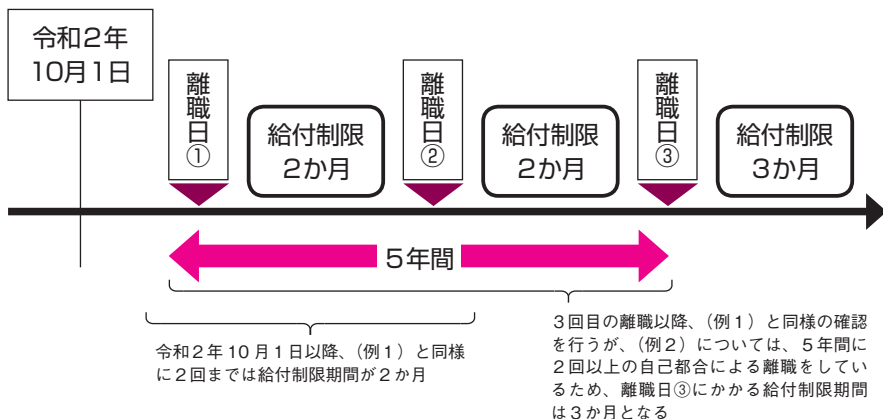 令和2年
10月1日
離職日①
給付制限
2か月
離職日②
給付制限
2か月
離職日③
給付制限
3か月
5年間
令和2年10月1日以降、(例1)と同様
に2回までは給付制限期間が2か月
3回目の離職以降、(例1)と同様の確認
を行うが、(例2)については、5年間に
2回以上の自己都合による離職をしてい
るため、離職日③にかかる給付制限期間
は3か月となる